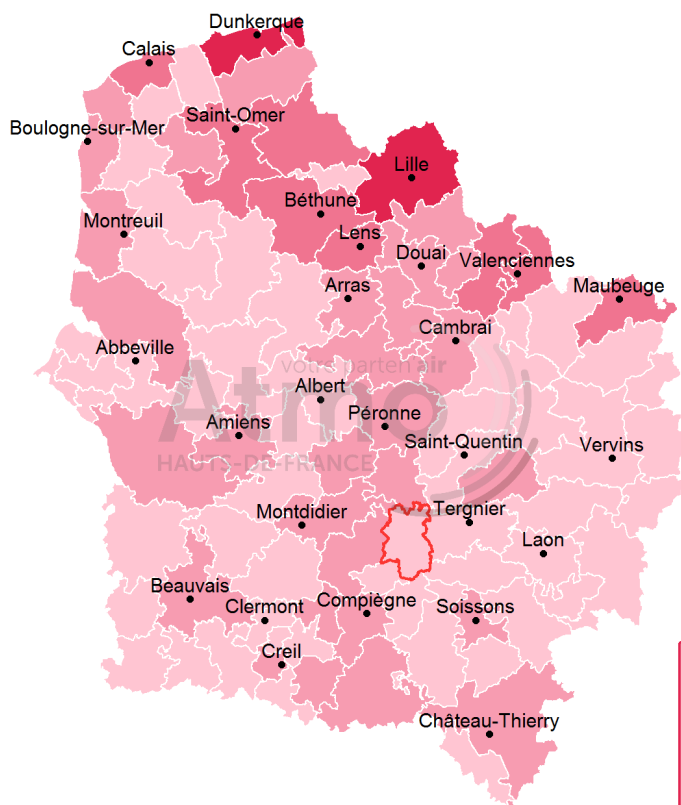 Dunkerque
Calais
Saint-Omer
Boulogne-sur-Mer
Lille
Béthune
Montreuil
Lens
Douai
Valenciennes
Arras
Maubeuge
Cambrai
Abbeville
votre parten'air
Atmo
Albert
Péronne
Amiens
Saint-Quentin
Vervins
HAUTS-DE-FRANCE
Montdidier
Tergnier
Laon
Beauvais
Clermont
Compiègne
Soissons
Creil
Château-Thierry